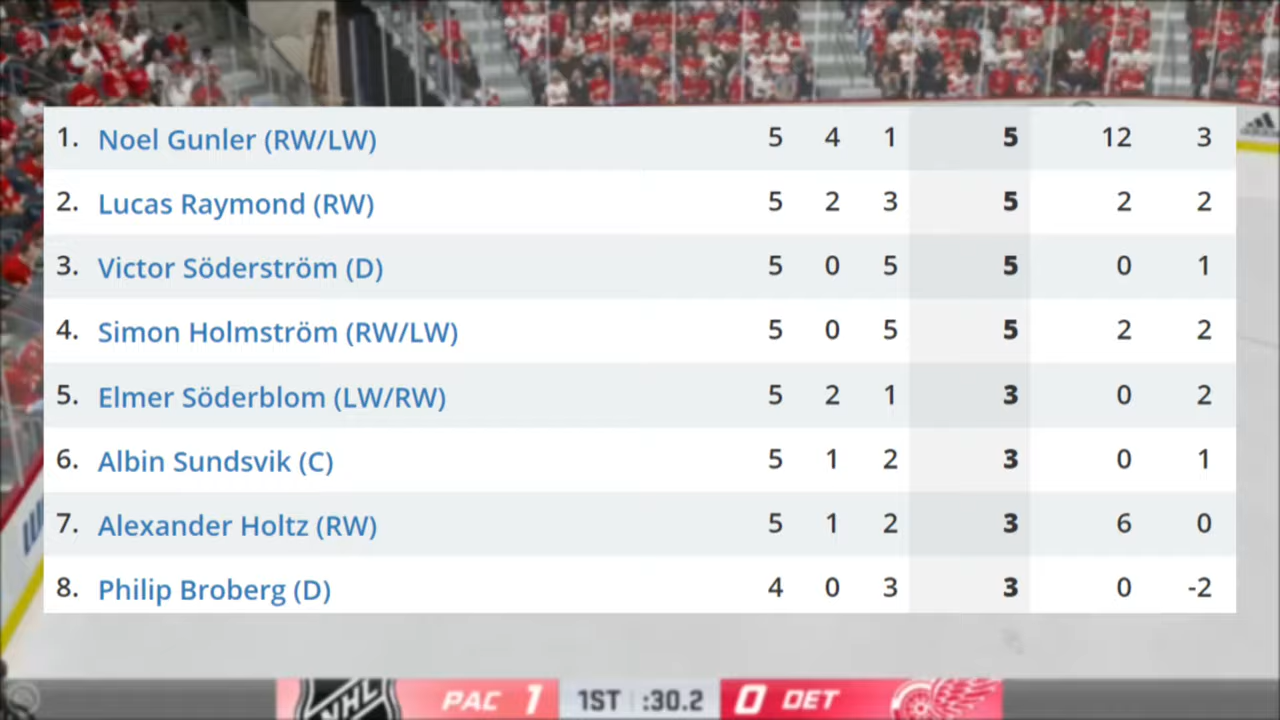 1. Noel Gunler (RW/LW) 5 4 1 5 12 3
2. Lucas Raymond (RW) 5 2 3 5 2 2
3. Victor Söderström (D) 5 0 5 5 0 1
4. Simon Holmström (RW/LW) 5 0 5 5 2 2
5. Elmer Söderblom (LW/RW) 5 2 1 3 0 2
6. Albin Sundsvik (C) 5 1 2 3 0 1
7. Alexander Holtz (RW) 5 1 2 3 6 0
8. Philip Broberg (D) 4 0 3 3 0 -2
NHL PAC 1 1ST :30.2 0 DET